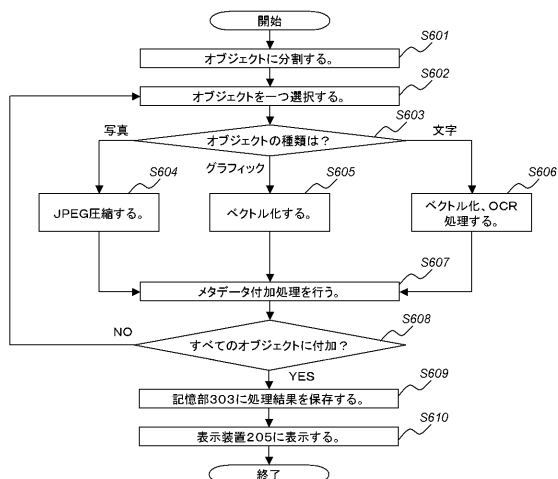 開始
S601
オブジェクトに分割する。
S602
オブジェクトを一つ選択する。
S603
オブジェクトの種類は？
写真
グラフィック
文字
S604
JPEG圧縮する。
S605
ベクトル化する。
S606
ベクトル化、OCR
処理する。
S607
メタデータ付加処理を行う。
S608
すべてのオブジェクトに付加？
NO
YES
S609
記憶部303に処理結果を保存する。
S610
表示装置205に表示する。
終了